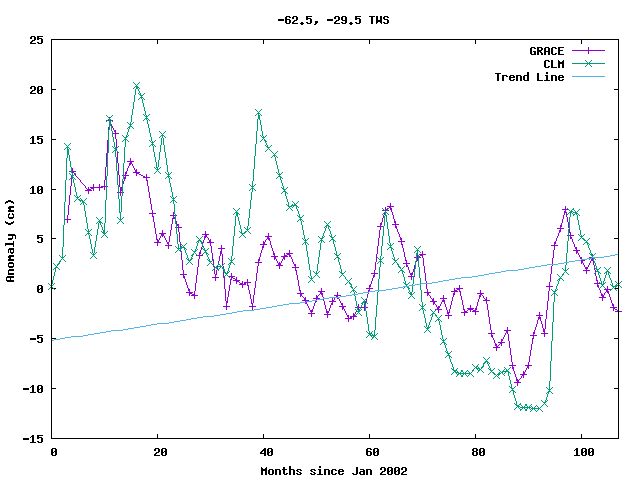 -62.5, -29.5 TWS
25
20
15
10
5
0
-5
-10
-15
Anomaly (cm)
GRACE
CLM
Trend Line
0 20 40 60 80 100
Months since Jan 2002